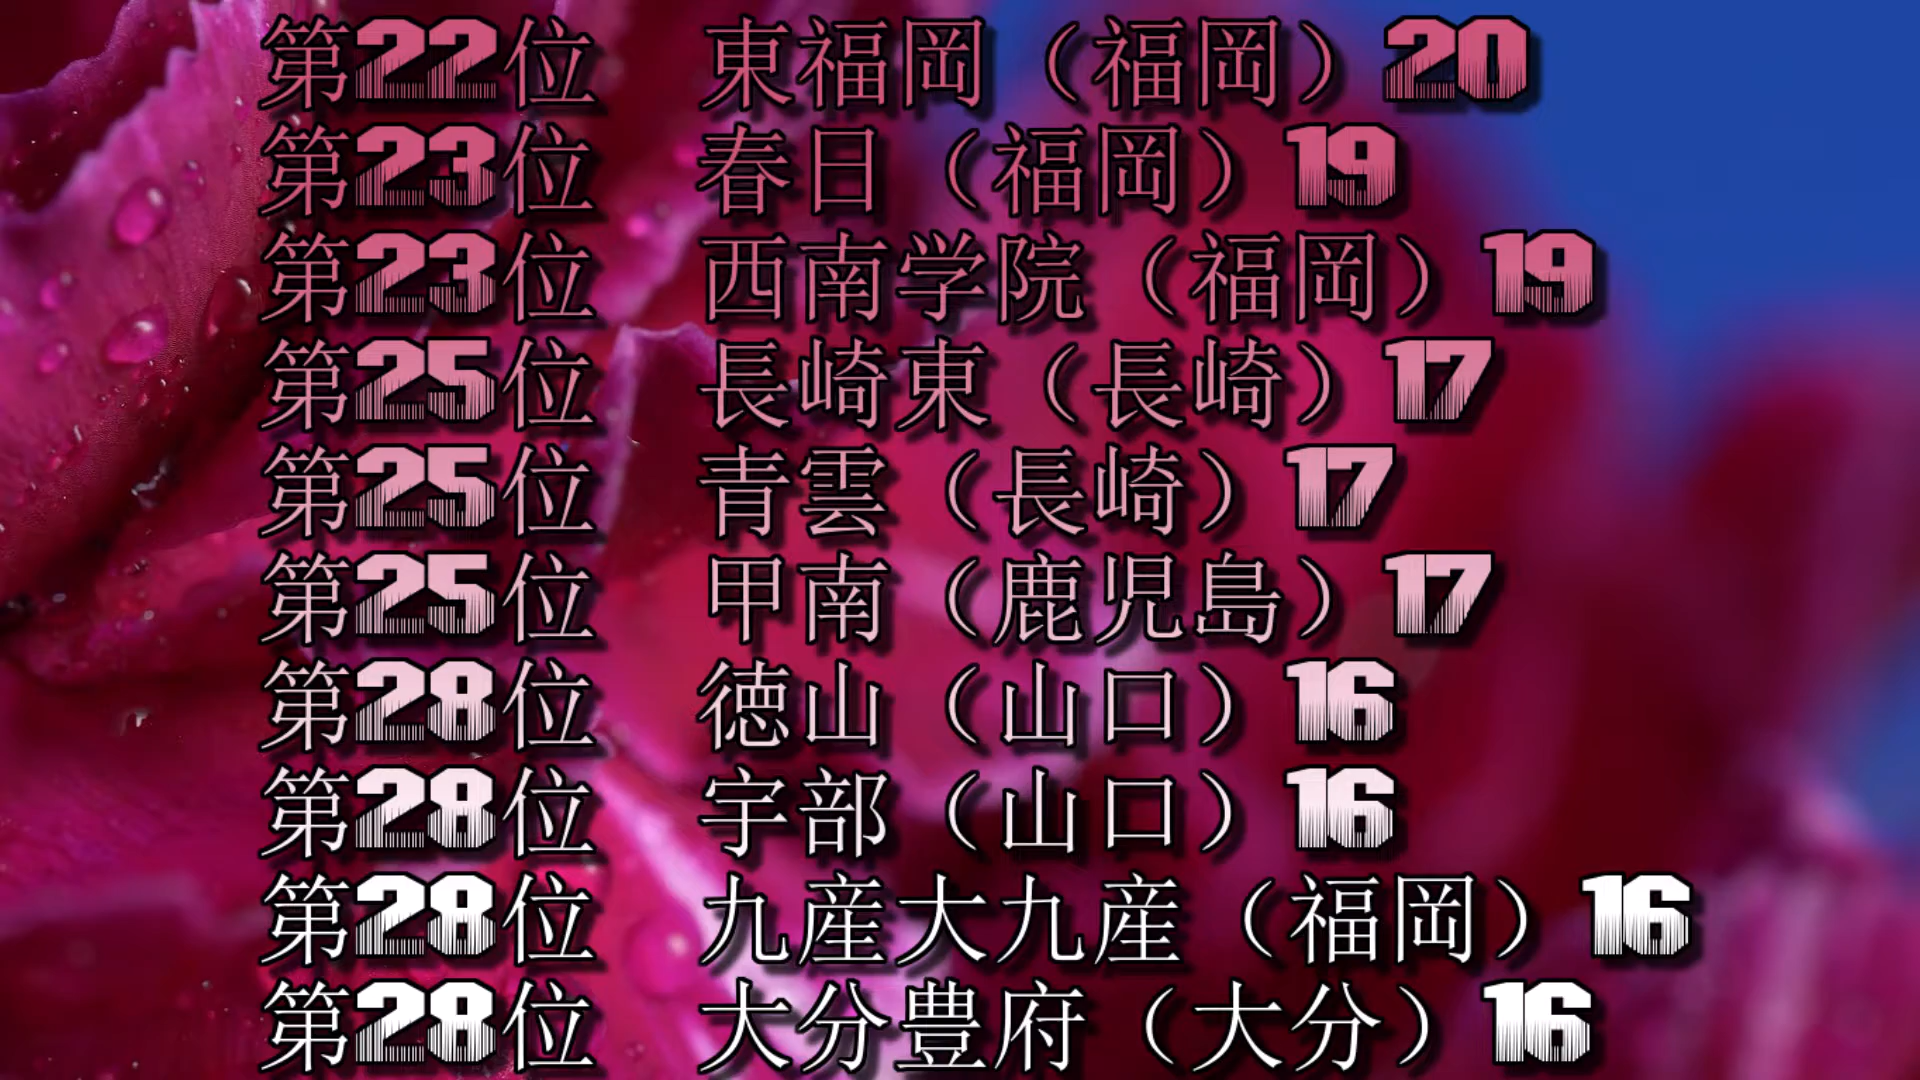 第22位 東福岡（福岡）20
第23位 春日（福岡）19
第23位 西南学院（福岡）19
第25位 長崎東（長崎）17
第25位 青雲（長崎）17
第25位 甲南（鹿児島）17
第28位 徳山（山口）16
第28位 宇部（山口）16
第28位 九産大九産（福岡）16
第28位 大分豊府（大分）16